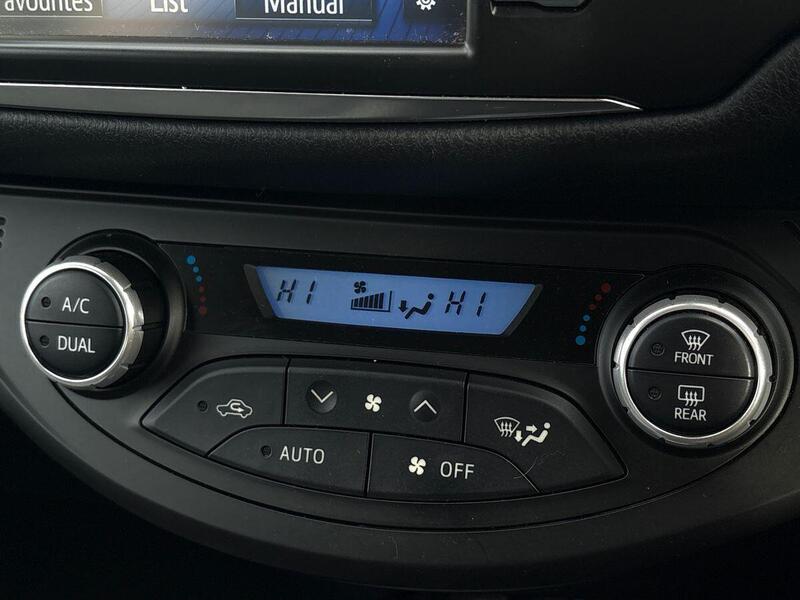 avourites List Manual
HI HI
A/C
DUAL
FRONT
REAR
AUTO
OFF